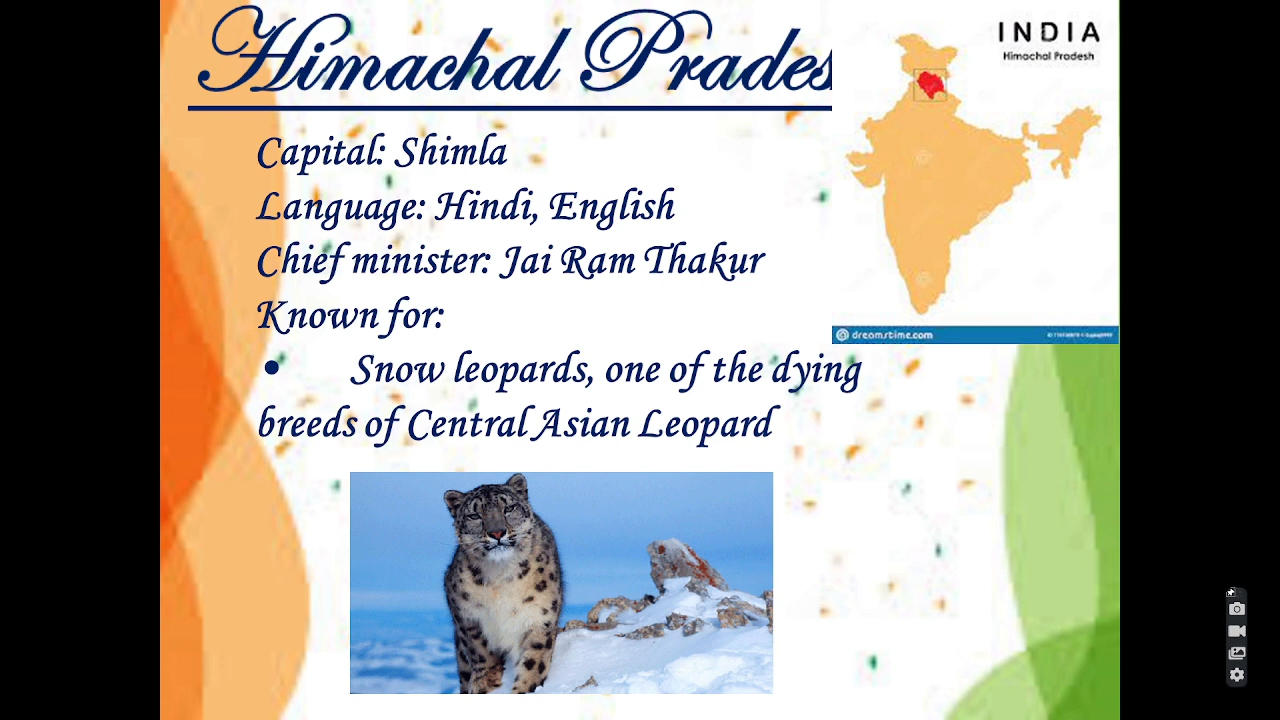 Himachal Prades
INDIA
Himachal Pradesh
Capital: Shimla
Language: Hindi, English
Chief minister: Jai Ram Thakur
Known for:
• Snow leopards, one of the dying
breeds of Central Asian Leopard
dreamstime.com